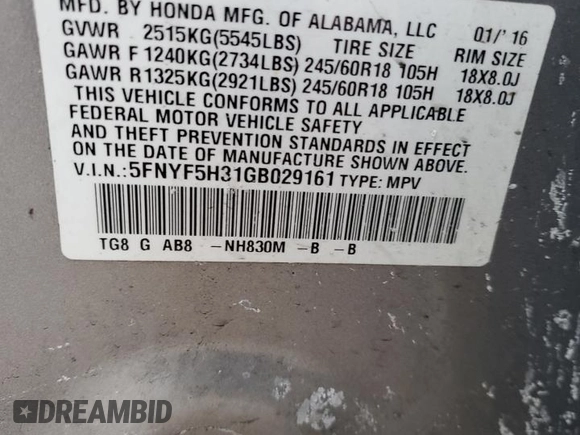 MFD. BY HONDA MFG. OF ALABAMA, LLC 01/'16
GVWR 2515KG(5545LBS) TIRE SIZE RIM SIZE
GAWR F 1240KG(2734LBS) 245/60R18 105H 18X8.0J
GAWR R 1325KG(2921LBS) 245/60R18 105H 18X8.0J
THIS VEHICLE CONFORMS TO ALL APPLICABLE
FEDERAL MOTOR VEHICLE SAFETY
AND THEFT PREVENTION STANDARDS IN EFFECT
ON THE DATE OF MANUFACTURE SHOWN ABOVE.
V.I.N.:5FNYF5H31GB029161 TYPE: MPV
TG8 G AB8 -NH830M -B -B
DREAMBID